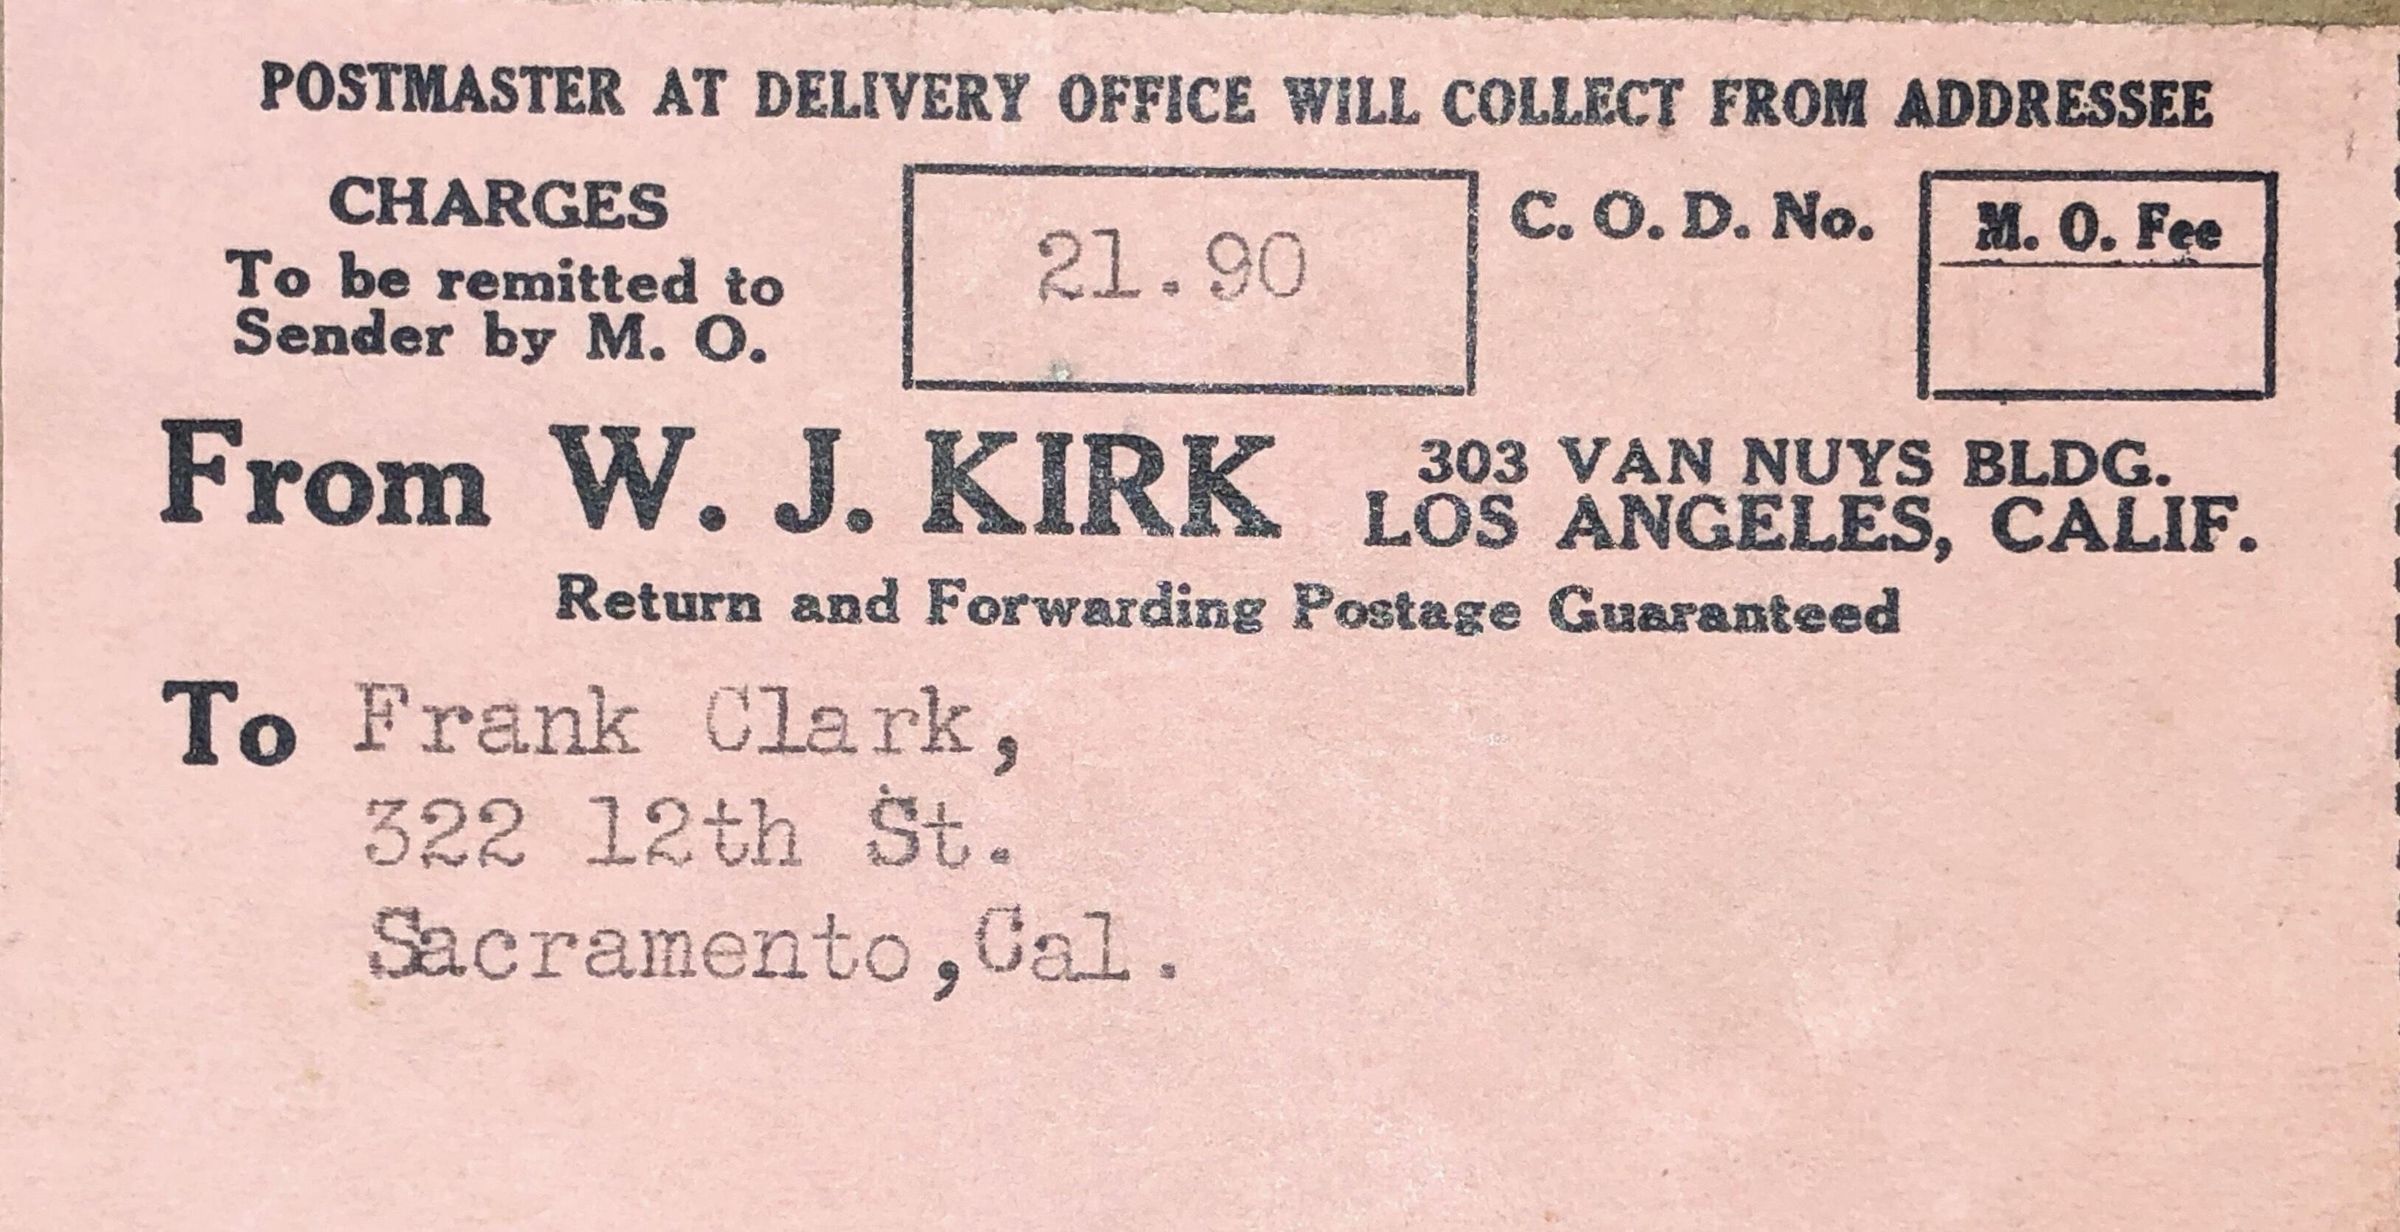 POSTMASTER AT DELIVERY OFFICE WILL COLLECT FROM ADDRESSEE
CHARGES
To be remitted to
Sender by M. O.
21.90
C. O. D. No.
M. O. Fee
From W. J. KIRK
303 VAN NUYS BLDG.
LOS ANGELES, CALIF.
Return and Forwarding Postage Guaranteed
To Frank Clark,
322 12th St.
Sacramento,Cal.